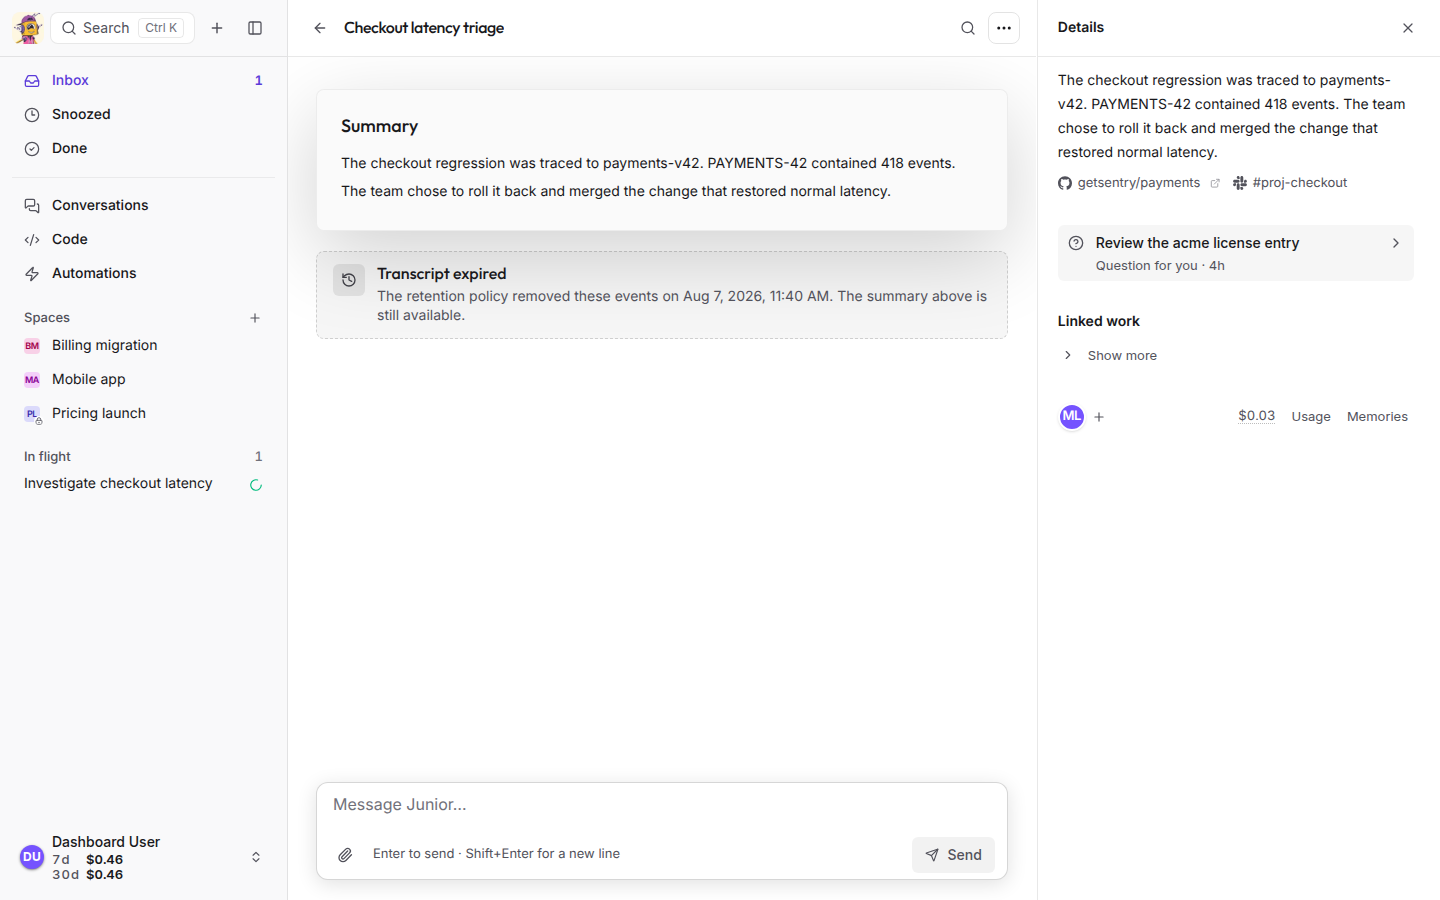 Search Ctrl K
Inbox 1
Snoozed
Done
Conversations
Code
Automations
Spaces
BM Billing migration
MA Mobile app
PL Pricing launch
In flight 1
Investigate checkout latency
DU Dashboard User
7d $0.46
30d $0.46
Checkout latency triage
Summary
The checkout regression was traced to payments-v42. PAYMENTS-42 contained 418 events.
The team chose to roll it back and merged the change that restored normal latency.
Transcript expired
The retention policy removed these events on Aug 7, 2026, 11:40 AM. The summary above is
still available.
Message Junior...
Enter to send · Shift+Enter for a new line
Send
Details
The checkout regression was traced to payments-
v42. PAYMENTS-42 contained 418 events. The team
chose to roll it back and merged the change that
restored normal latency.
getsentry/payments #proj-checkout
Review the acme license entry
Question for you · 4h
Linked work
Show more
ML $0.03 Usage Memories